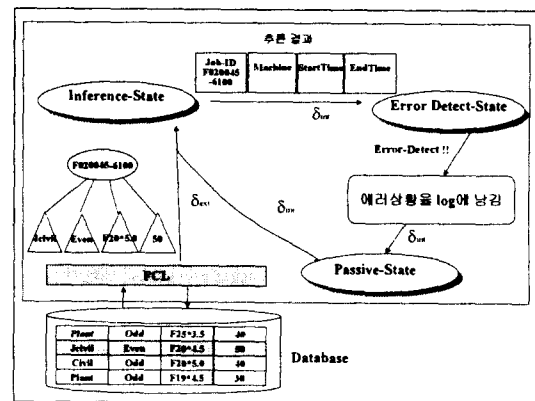 추론 결과
Job-ID
F020045
-6100
Machine
StartTime
EndTime
Inference-State
δint
Error Detect-State
Error-Detect !!
F020045-6100
에러상황을 log에 남김
δext
δint
δint
Jcivil
Even
F20*5.0
50
Passive-State
PCL
Plant Odd F25*3.5 40
Jcivil Even F20*4.5
Civil Odd F20*5.0 40
Plant Odd F19*4.5 30
Database